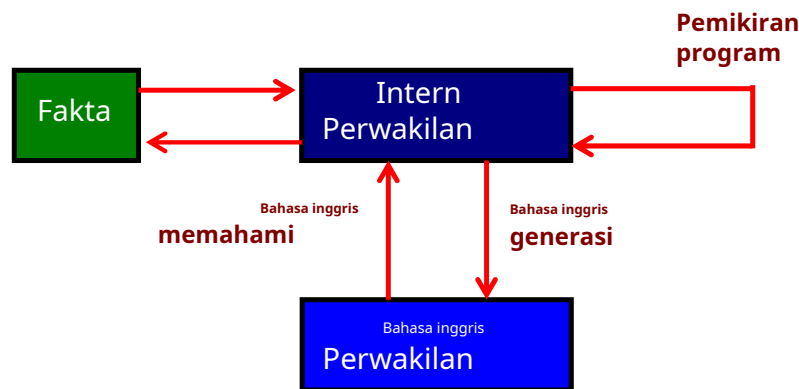 Pemikiran
program
Fakta
Intern
Perwakilan
Bahasa inggris
memahami
Bahasa inggris
generasi
Bahasa inggris
Perwakilan